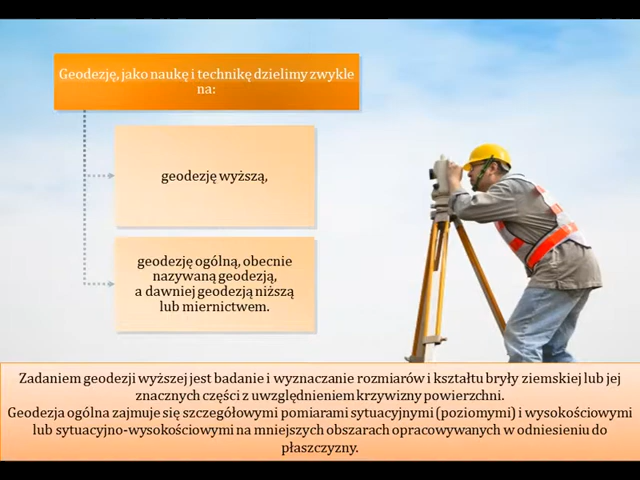 Geodezję, jako naukę i technikę dzielimy zwykle
na:
geodezję wyższą,
geodezję ogólną, obecnie
nazywaną geodezją,
a dawniej geodezją niższą
lub miernictwem.
Zadaniem geodezji wyższej jest badanie i wyznaczanie rozmiarów i kształtu bryły ziemskiej lub jej
znacznych części z uwzględnieniem krzywizny powierzchni.
Geodezja ogólna zajmuje się szczegółowymi pomiarami sytuacyjnymi (poziomymi) i wysokościowymi
lub sytuacyjno-wysokościowymi na mniejszych obszarach opracowywanych w odniesieniu do
płaszczyzny.